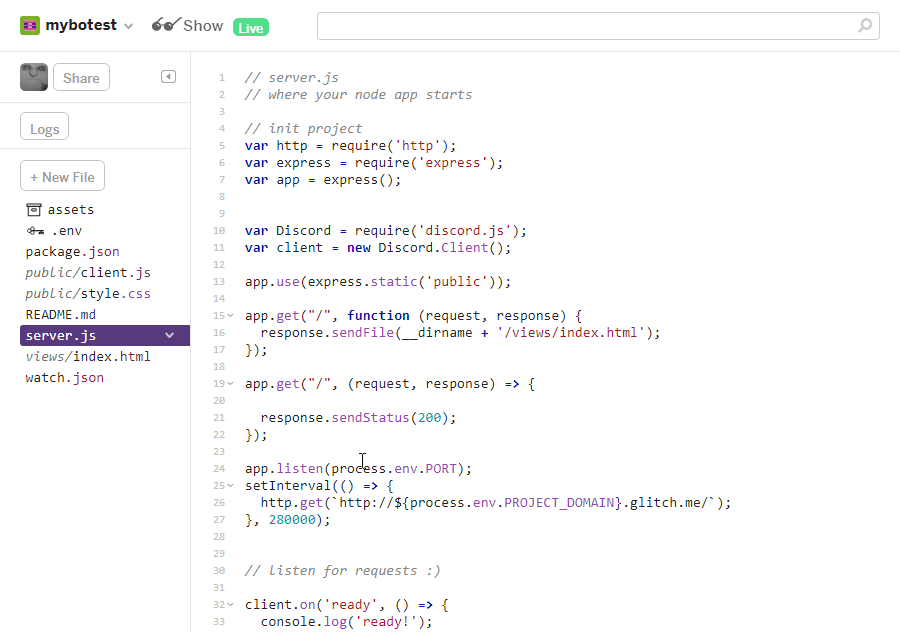 mybotest
Show
Live
Share
Logs
+ New File
assets
.env
package.json
public/client.js
public/style.css
README.md
server.js
views/index.html
watch.json
1 // server.js
2 // where your node app starts
3
4 // init project
5 var http = require('http');
6 var express = require('express');
7 var app = express();
8
9
10 var Discord = require('discord.js');
11 var client = new Discord.Client();
12
13 app.use(express.static('public'));
14
15 app.get("/", function (request, response) {
16 response.sendFile(__dirname + '/views/index.html');
17 });
18
19 app.get("/", (request, response) => {
20
21 response.sendStatus(200);
22 });
23
24 app.listen(process.env.PORT);
25 setInterval(() => {
26 http.get(`http://${process.env.PROJECT_DOMAIN}.glitch.me/`);
27 }, 280000);
28
29
30 // listen for requests :)
31
32 client.on('ready', () => {
33 console.log('ready!');